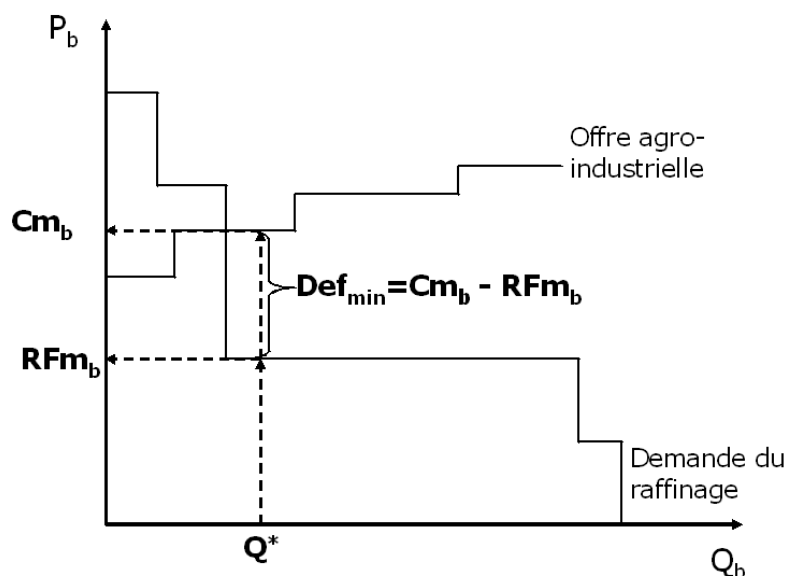 P_b
Offre agro-
industrielle
Cm_b
Def_min=Cm_b - RFm_b
RFm_b
Demande du
raffinage
Q*
Q_b